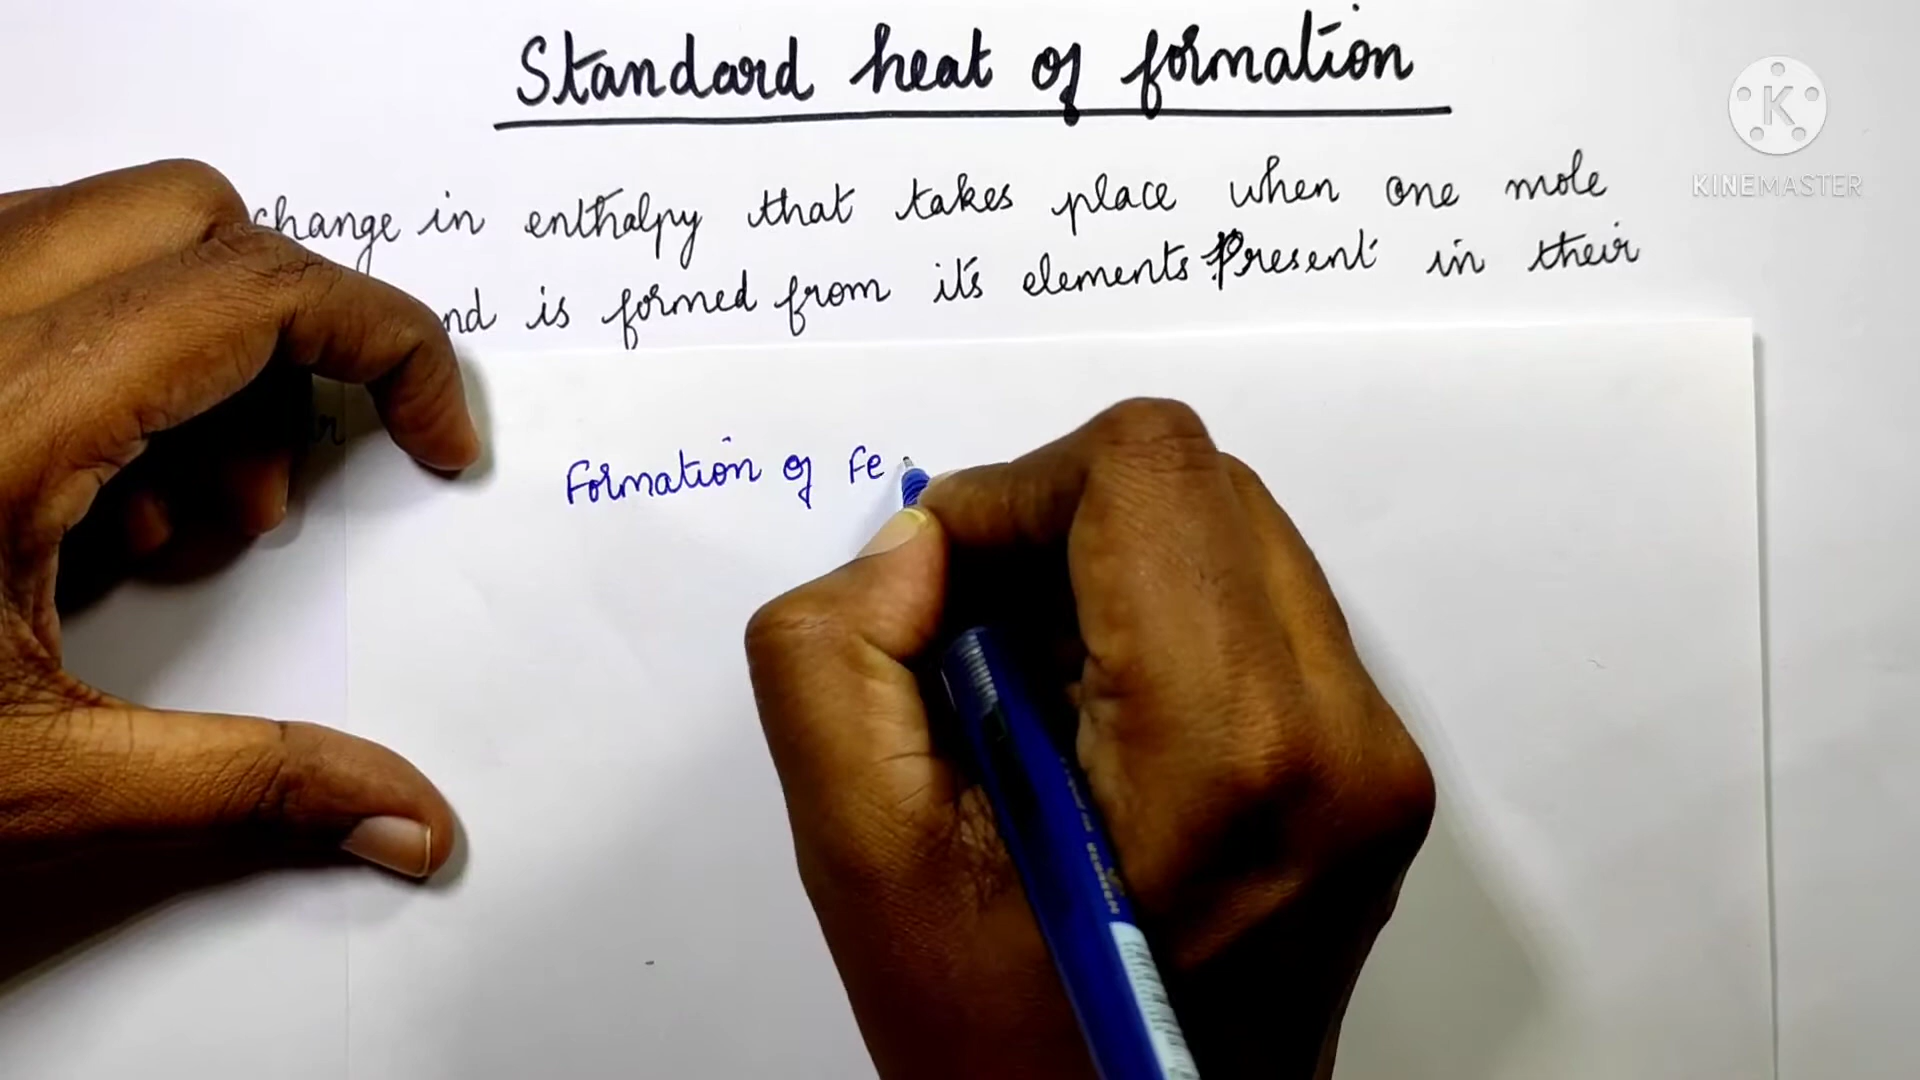 Standard heat of formation
K
KINEMASTER
change in enthalpy that takes place when one mole
is formed from it's elements Present in their
Formation of Fe